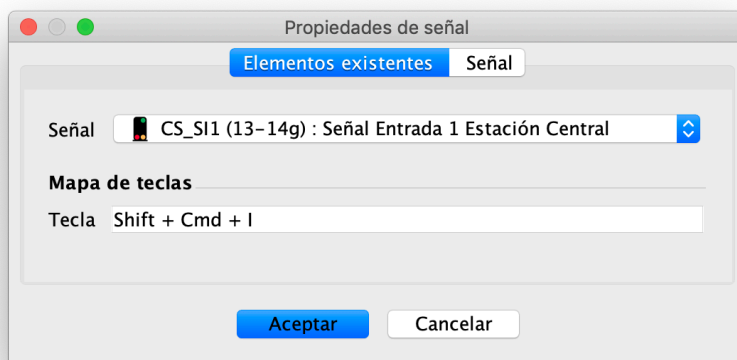 Propiedades de señal
Elementos existentes Señal
Señal CS_SI1 (13-14g) : Señal Entrada 1 Estación Central
Mapa de teclas
Tecla Shift + Cmd + I
Aceptar Cancelar